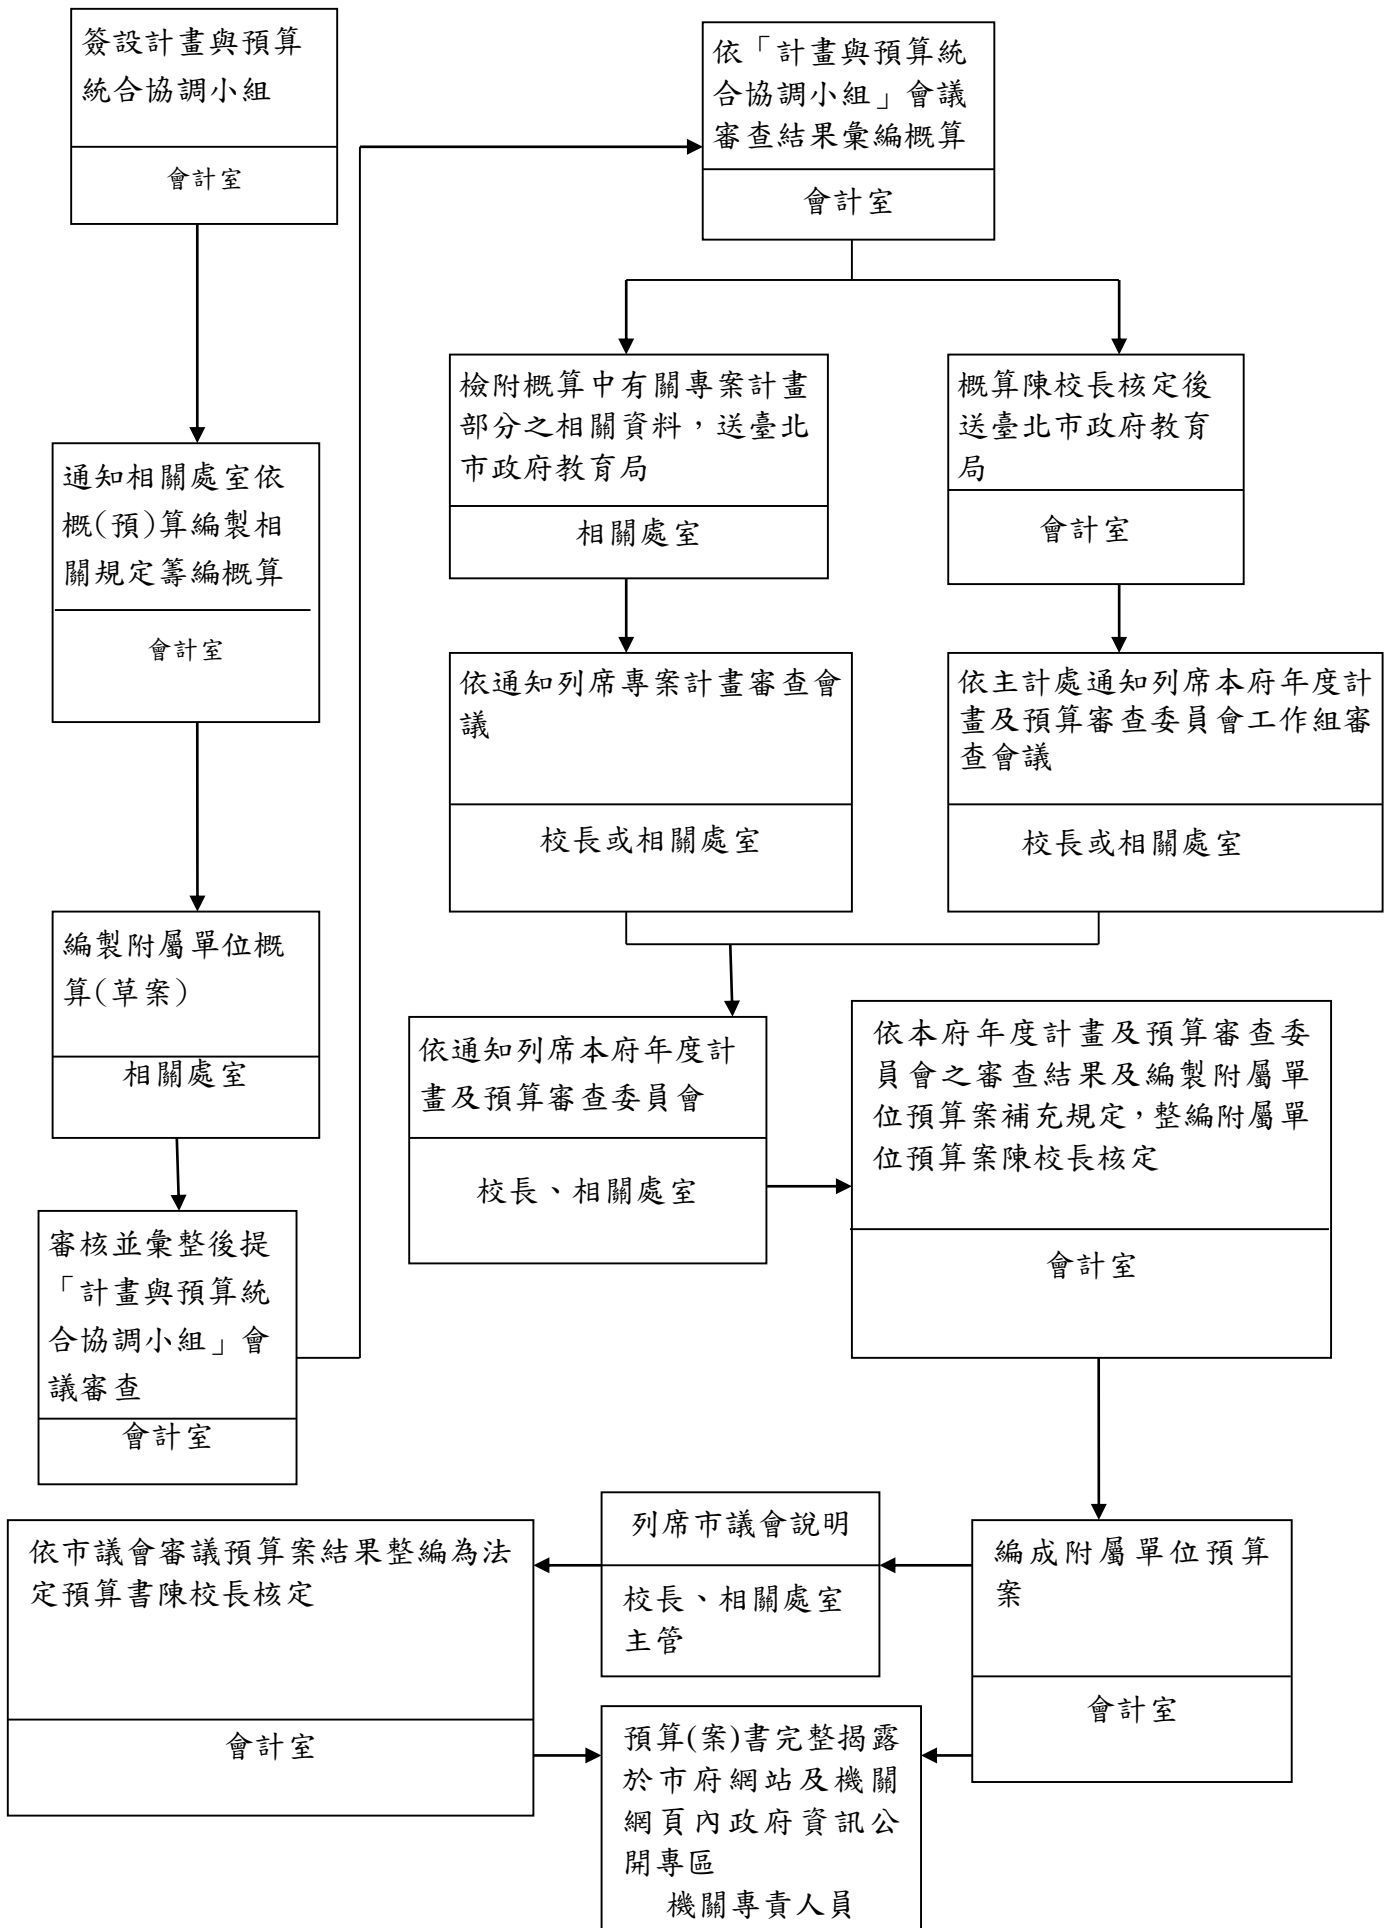 簽設計畫與預算
統合協調小組
會計室
通知相關處室依
概(預)算編製相
關規定籌編概算
會計室
編製附屬單位概
算(草案)
相關處室
審核並彙整後提
「計畫與預算統
合協調小組」會
議審查
會計室
依「計畫與預算統
合協調小組」會議
審查結果彙編概算
會計室
檢附概算中有關專案計畫
部分之相關資料，送臺北
市政府教育局
相關處室
概算陳校長核定後
送臺北市政府教育
局
會計室
依通知列席專案計畫審查會
議
校長或相關處室
依主計處通知列席本府年度計
畫及預算審查委員會工作組審
查會議
校長或相關處室
依通知列席本府年度計
畫及預算審查委員會
校長、相關處室
依本府年度計畫及預算審查委
員會之審查結果及編製附屬單
位預算案補充規定，整編附屬單
位預算案陳校長核定
會計室
編成附屬單位預算
案
會計室
列席市議會說明
校長、相關處室
主管
依市議會審議預算案結果整編為法
定預算書陳校長核定
會計室
預算(案)書完整揭露
於市府網站及機關
網頁內政府資訊公
開專區
機關專責人員